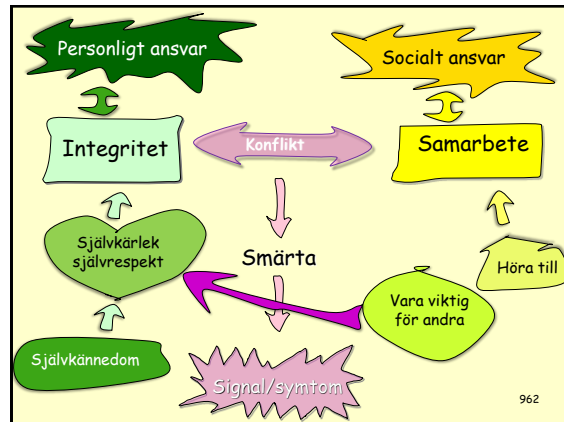 Personligt ansvar
Socialt ansvar
Integritet
Konflikt
Samarbete
Självkärlek
självrespekt
Smärta
Höra till
Vara viktig
för andra
Självkännedom
Signal/symtom
962